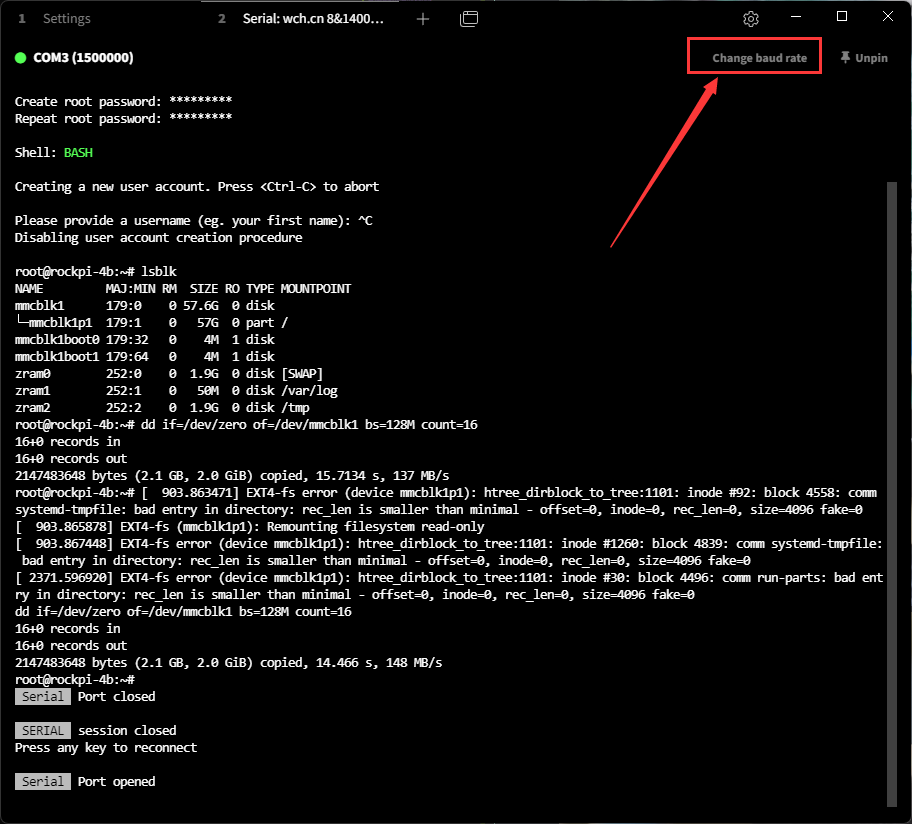 1 Settings 2 Serial: wch.cn 8&1400...
COM3 (1500000) Change baud rate Unpin
Create root password: *********
Repeat root password: *********
Shell: BASH
Creating a new user account. Press <Ctrl-C> to abort
Please provide a username (eg. your first name): ^C
Disabling user account creation procedure
root@rockpi-4b:~# lsblk
NAME         MAJ:MIN RM  SIZE RO TYPE MOUNTPOINT
mmcblk1      179:0    0 57.6G  0 disk
└─mmcblk1p1  179:1    0   57G  0 part /
mmcblk1boot0 179:32   0    4M  1 disk
mmcblk1boot1 179:64   0    4M  1 disk
zram0        252:0    0  1.9G  0 disk [SWAP]
zram1        252:1    0   50M  0 disk /var/log
zram2        252:2    0  1.9G  0 disk /tmp
root@rockpi-4b:~# dd if=/dev/zero of=/dev/mmcblk1 bs=128M count=16
16+0 records in
16+0 records out
2147483648 bytes (2.1 GB, 2.0 GiB) copied, 15.7134 s, 137 MB/s
root@rockpi-4b:~# [  903.863471] EXT4-fs error (device mmcblk1p1): htree_dirblock_to_tree:1101: inode #92: block 4558: comm
systemd-tmpfile: bad entry in directory: rec_len is smaller than minimal - offset=0, inode=0, rec_len=0, size=4096 fake=0
[  903.865878] EXT4-fs (mmcblk1p1): Remounting filesystem read-only
[  903.867448] EXT4-fs error (device mmcblk1p1): htree_dirblock_to_tree:1101: inode #1260: block 4839: comm systemd-tmpfile:
bad entry in directory: rec_len is smaller than minimal - offset=0, inode=0, rec_len=0, size=4096 fake=0
[ 2371.596920] EXT4-fs error (device mmcblk1p1): htree_dirblock_to_tree:1101: inode #30: block 4496: comm run-parts: bad ent
ry in directory: rec_len is smaller than minimal - offset=0, inode=0, rec_len=0, size=4096 fake=0
dd if=/dev/zero of=/dev/mmcblk1 bs=128M count=16
16+0 records in
16+0 records out
2147483648 bytes (2.1 GB, 2.0 GiB) copied, 14.466 s, 148 MB/s
root@rockpi-4b:~#
Serial Port closed
SERIAL session closed
Press any key to reconnect
Serial Port opened